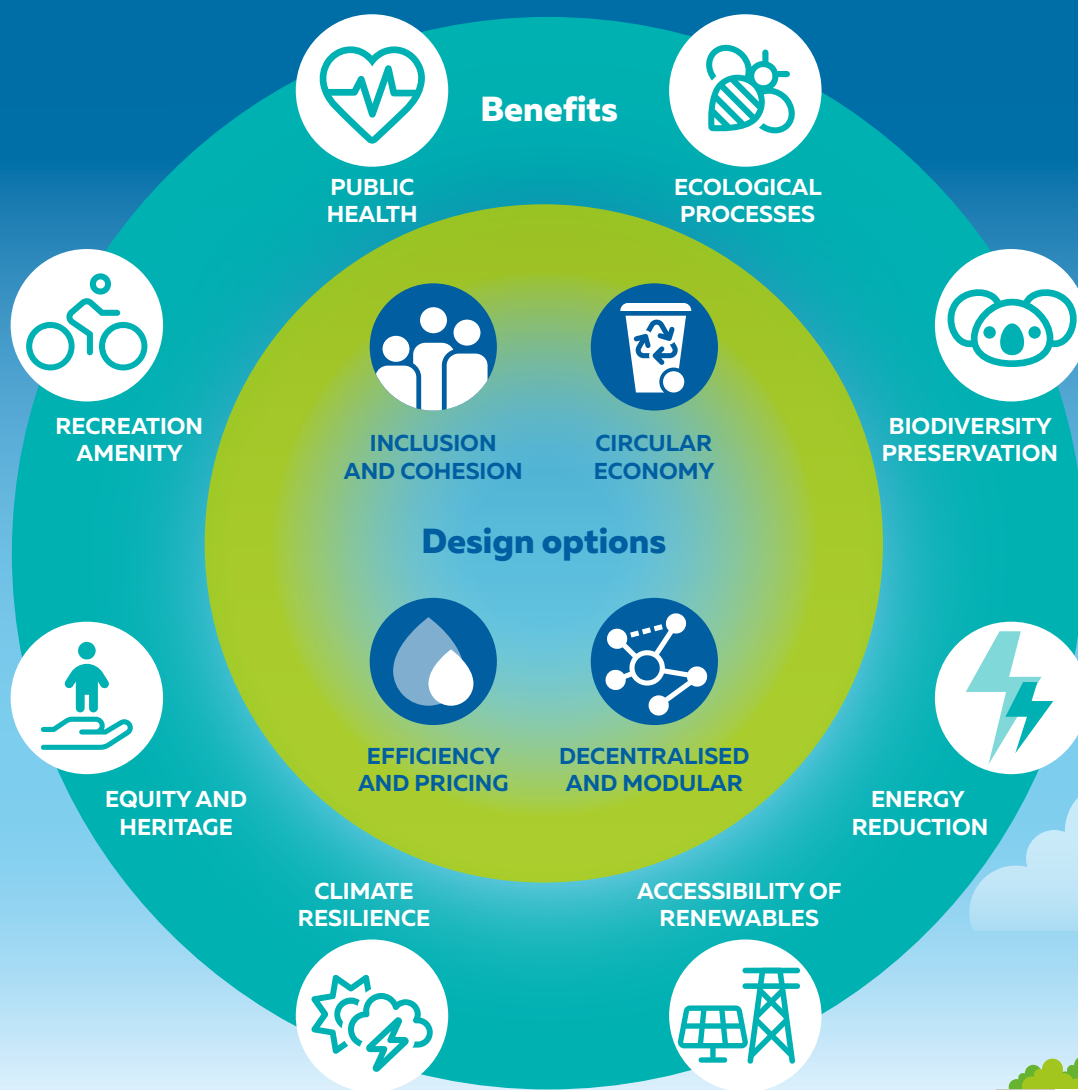 Benefits
PUBLIC
HEALTH
ECOLOGICAL
PROCESSES
RECREATION
AMENITY
BIODIVERSITY
PRESERVATION
INCLUSION
AND COHESION
CIRCULAR
ECONOMY
Design options
EFFICIENCY
AND PRICING
DECENTRALISED
AND MODULAR
EQUITY AND
HERITAGE
ENERGY
REDUCTION
CLIMATE
RESILIENCE
ACCESSIBILITY OF
RENEWABLES